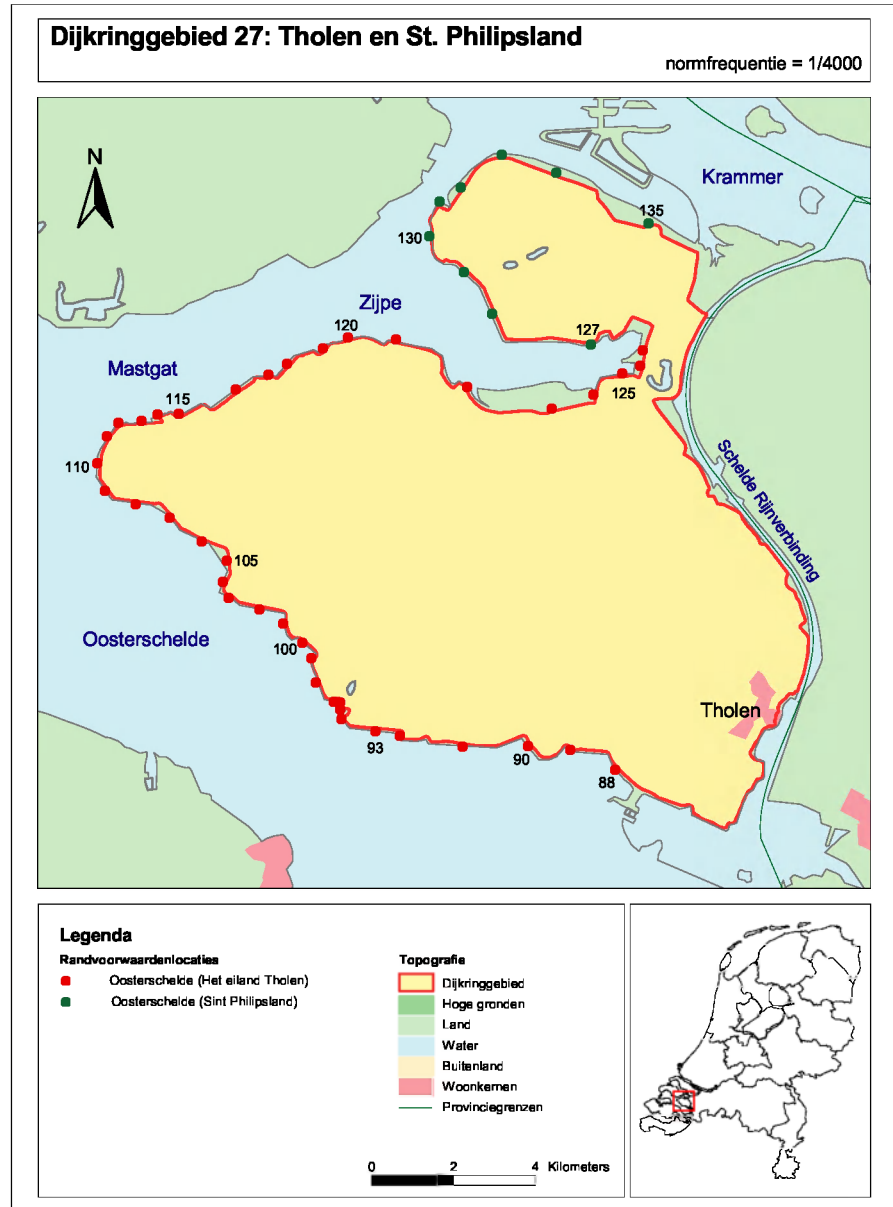 Dijkringgebied 27: Tholen en St. Philipsland
normfrequentie = 1/4000
N
Krammer
135
130
Zijpe
127
120
Mastgat
125
115
110
Schelde Rijnverbinding
105
Oosterschelde
100
Tholen
93
90
88
Legenda
Randvoorwaardenlocaties
Oosterschelde (Het eiland Tholen)
Oosterschelde (Sint Philipsland)
Topografie
Dijkringgebied
Hoge gronden
Land
Water
Buitenland
Woonkernen
Provinciegrenzen
0 2 4 Kilometers